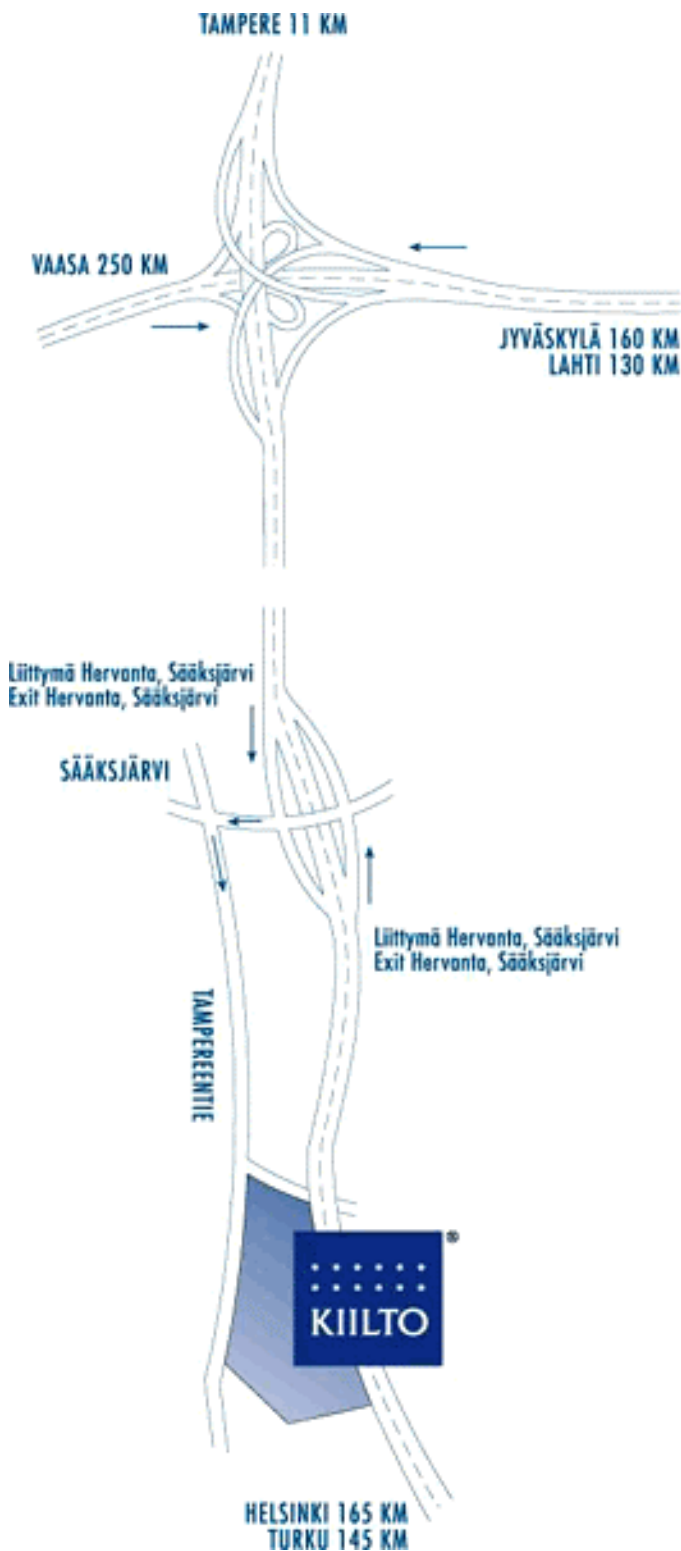 TAMPERE 11 KM
VAASA 250 KM
JYVÄSKYLÄ 160 KM
LAHTI 130 KM
Liittymä Hervanta, Sääksjärvi
Exit Hervanta, Sääksjärvi
SÄÄKSJÄRVI
Liittymä Hervanta, Sääksjärvi
Exit Hervanta, Sääksjärvi
TAMPEREENTIE
®
KIILTO
HELSINKI 165 KM
TURKU 145 KM